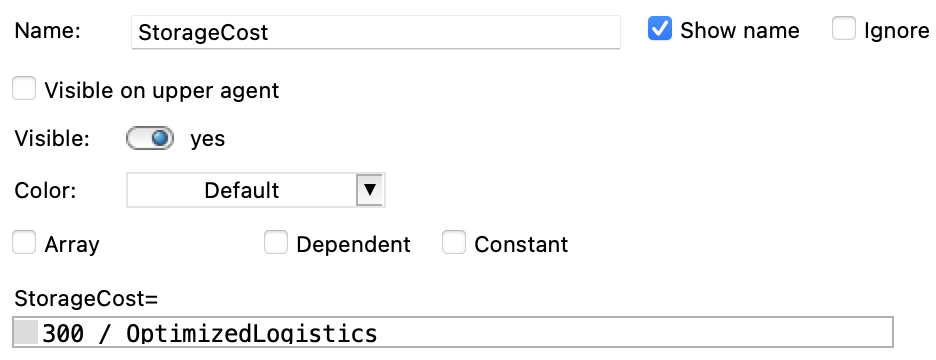 Name: StorageCost Show name Ignore
Visible on upper agent
Visible: yes
Color: Default
Array Dependent Constant
StorageCost=
300 / OptimizedLogistics